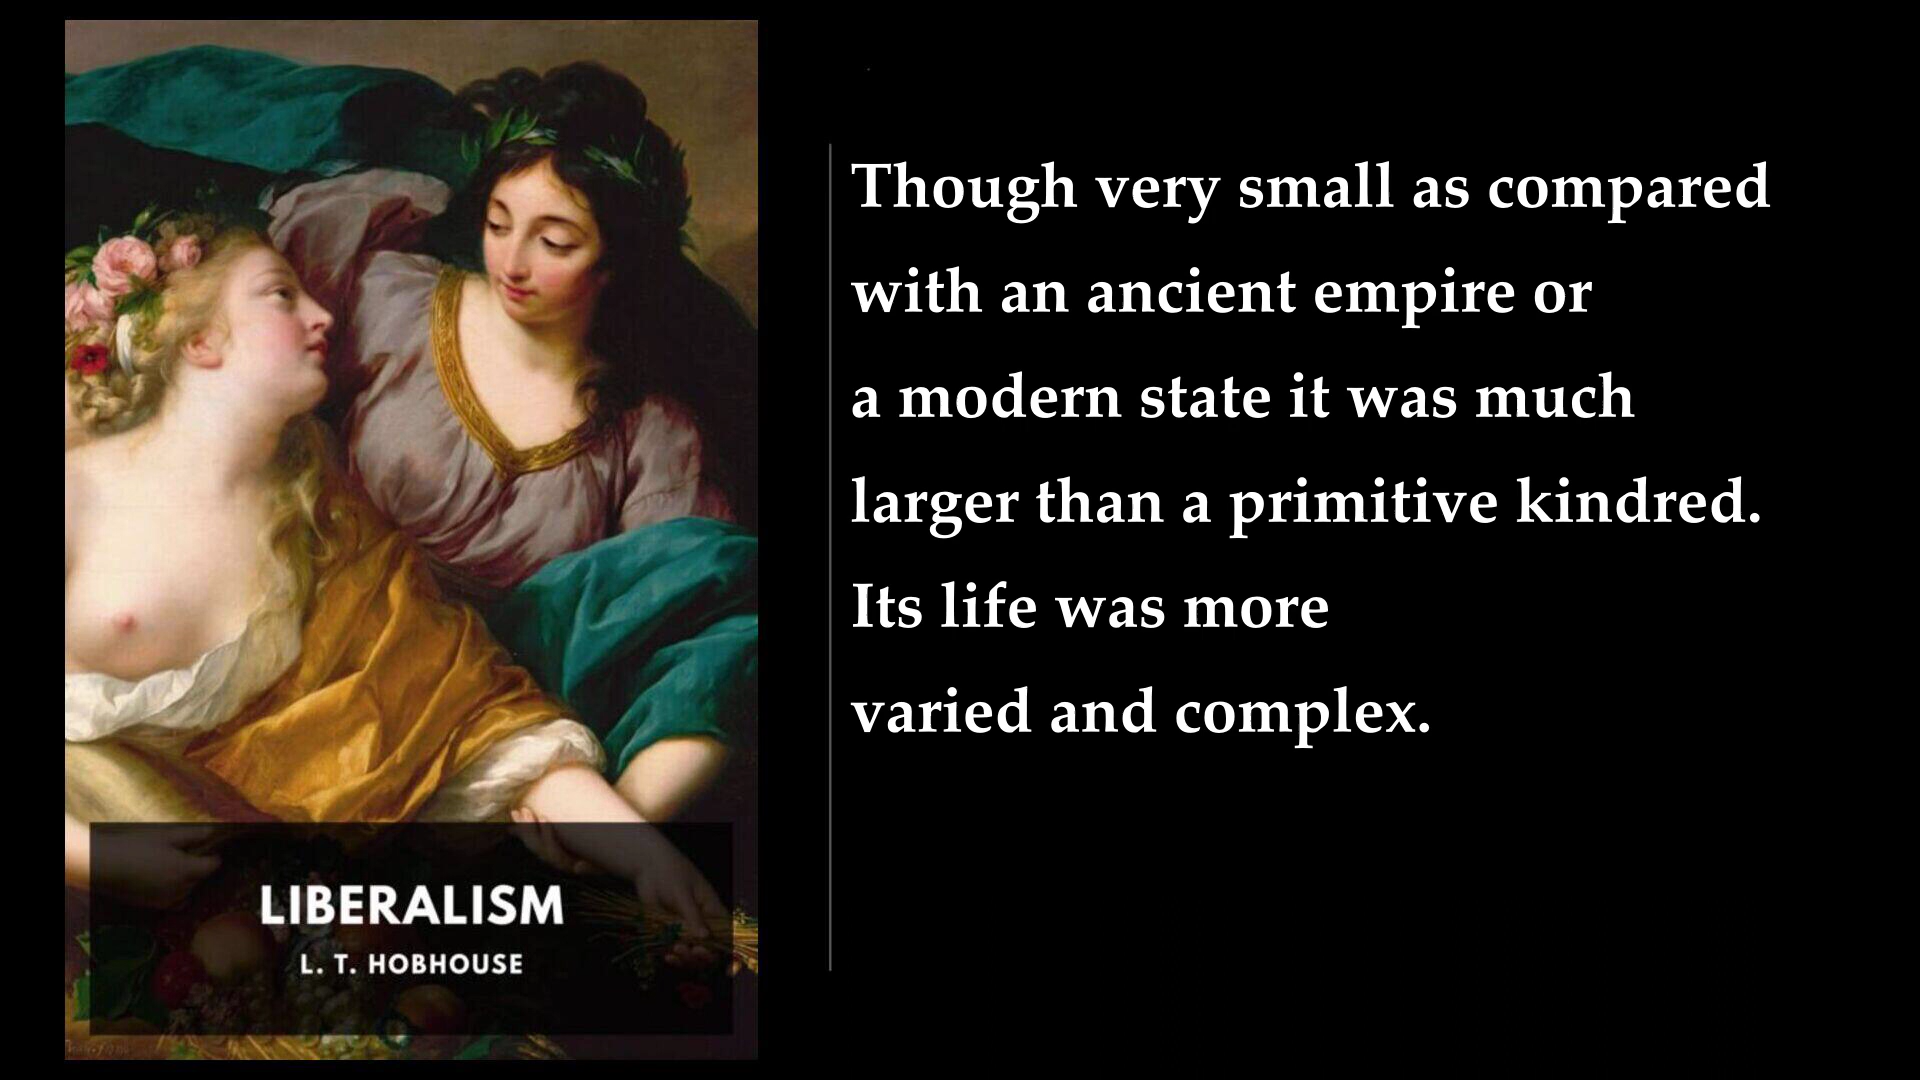 Though very small as compared
with an ancient empire or
a modern state it was much
larger than a primitive kindred.
Its life was more
varied and complex.
LIBERALISM
L. T. HOBHOUSE